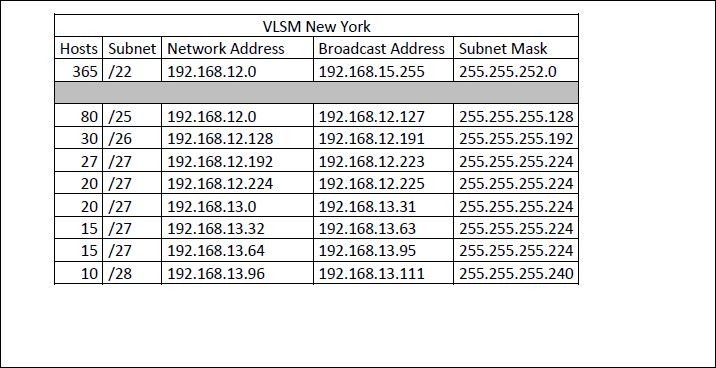 VLSM New York
Hosts Subnet Network Address Broadcast Address Subnet Mask
365 /22 192.168.12.0 192.168.15.255 255.255.252.0
80 /25 192.168.12.0 192.168.12.127 255.255.255.128
30 /26 192.168.12.128 192.168.12.191 255.255.255.192
27 /27 192.168.12.192 192.168.12.223 255.255.255.224
20 /27 192.168.12.224 192.168.12.225 255.255.255.224
20 /27 192.168.13.0 192.168.13.31 255.255.255.224
15 /27 192.168.13.32 192.168.13.63 255.255.255.224
15 /27 192.168.13.64 192.168.13.95 255.255.255.224
10 /28 192.168.13.96 192.168.13.111 255.255.255.240